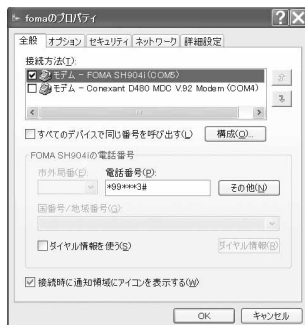 fomaのプロパティ
全般 オプション セキュリティ ネットワーク 詳細設定
接続方法(I):
モデム - FOMA SH904i(COM5)
モデム - Conexant D480 MDC V.92 Modem (COM4)
すべてのデバイスで同じ番号を呼び出す(L) 構成(O)...
FOMA SH904iの電話番号
市外局番(E): 電話番号(P):
*99***3# その他(N)
国番号/地域番号(G):
ダイヤル情報を使う(S) ダイヤル情報(R)
接続時に通知領域にアイコンを表示する(W)
OK キャンセル